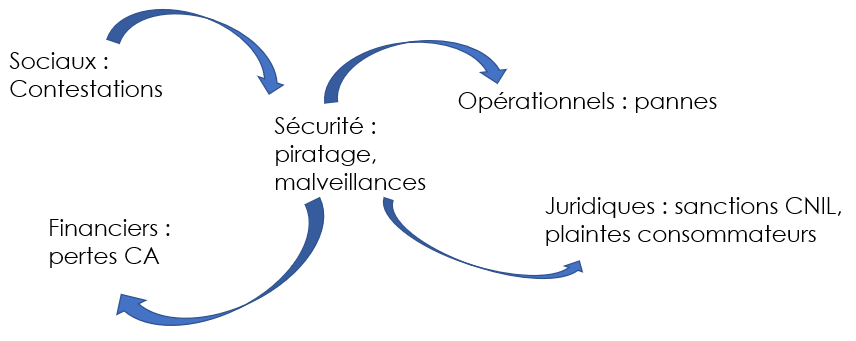 Sociaux :
Contestations
Opérationnels : pannes
Sécurité :
piratage,
malveillances
Juridiques : sanctions CNIL,
plaintes consommateurs
Financiers :
pertes CA